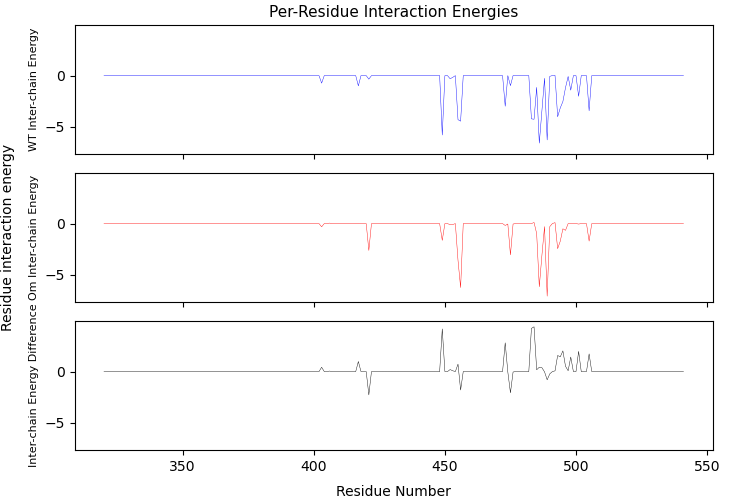 Per-Residue Interaction Energies
Residue interaction energy
WT Inter-chain Energy
0
−5
Om Inter-chain Energy
0
−5
Inter-chain Energy Difference
0
−5
350
400
450
500
550
Residue Number